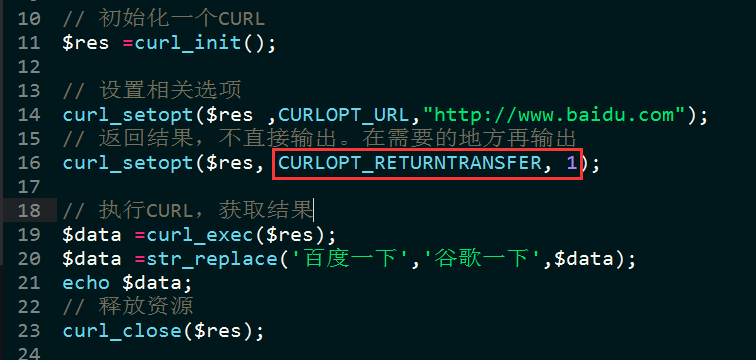 10 // 初始化一个CURL
11 $res =curl_init();
12
13 // 设置相关选项
14 curl_setopt($res ,CURLOPT_URL,"http://www.baidu.com");
15 // 返回结果，不直接输出。在需要的地方再输出
16 curl_setopt($res, CURLOPT_RETURNTRANSFER, 1);
17
18 // 执行CURL，获取结果
19 $data =curl_exec($res);
20 $data =str_replace('百度一下','谷歌一下',$data);
21 echo $data;
22 // 释放资源
23 curl_close($res);
24